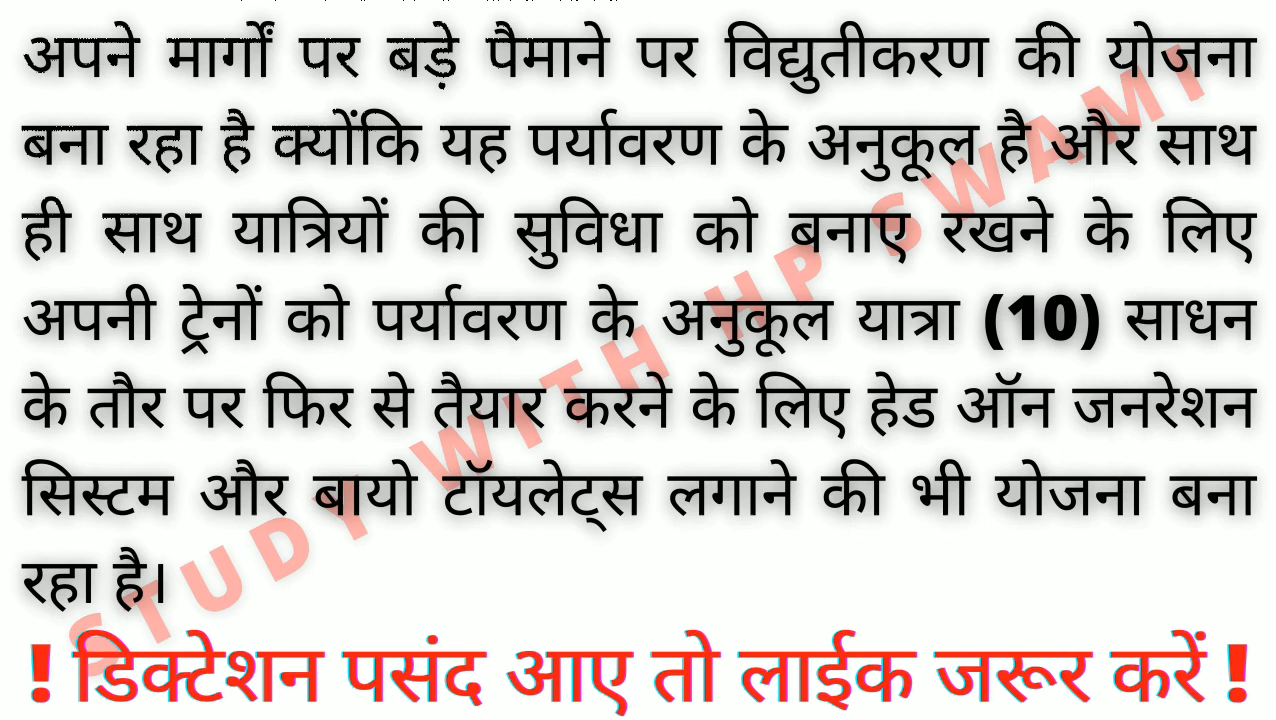 अपने मार्गों पर बड़े पैमाने पर विद्युतीकरण की योजना
बना रहा है क्योंकि यह पर्यावरण के अनुकूल है और साथ
ही साथ यात्रियों की सुविधा को बनाए रखने के लिए
अपनी ट्रेनों को पर्यावरण के अनुकूल यात्रा (10) साधन
के तौर पर फिर से तैयार करने के लिए हेड ऑन जनरेशन
सिस्टम और बायो टॉयलेट्स लगाने की भी योजना बना
रहा है।
! डिक्टेशन पसंद आए तो लाईक जरूर करें !
STUDY WITH HP SWAMI